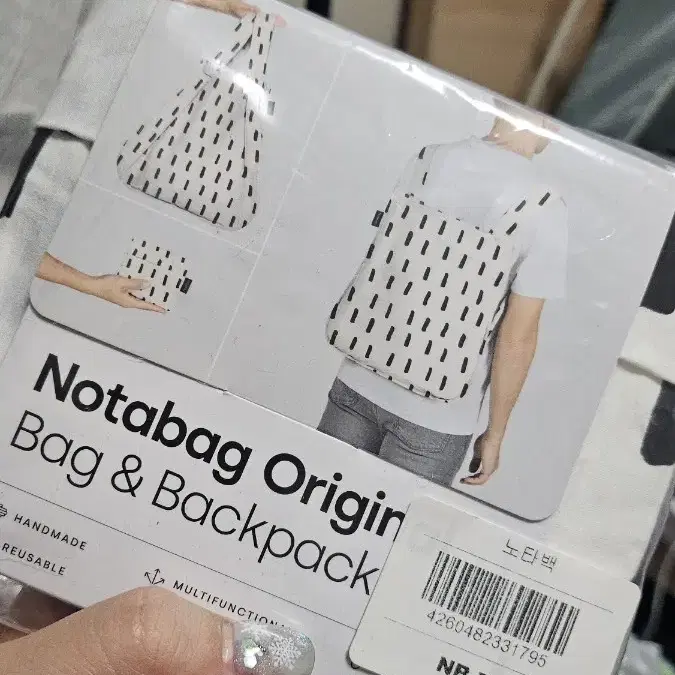 Notabag Origin
Bag & Backpack
HANDMADE
REUSABLE
MULTIFUNCTION
노타백
4260482331795
NB